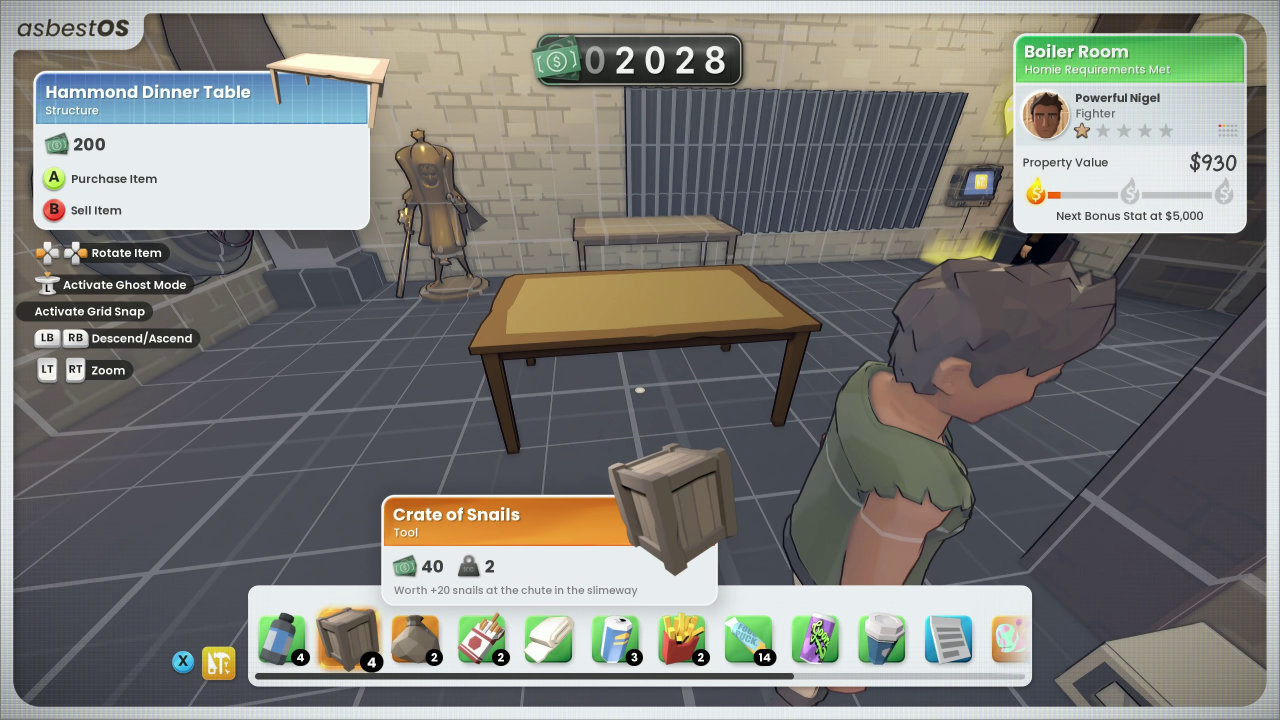 asbestOS
02028
Hammond Dinner Table
Structure
200
A Purchase Item
B Sell Item
Rotate Item
L Activate Ghost Mode
Activate Grid Snap
LB RB Descend/Ascend
LT RT Zoom
Boiler Room
Homie Requirements Met
Powerful Nigel
Fighter
Property Value $930
Next Bonus Stat at $5,000
Crate of Snails
Tool
40 KG 2
Worth +20 snails at the chute in the slimeway
X
4 4 2 2 3 2 14